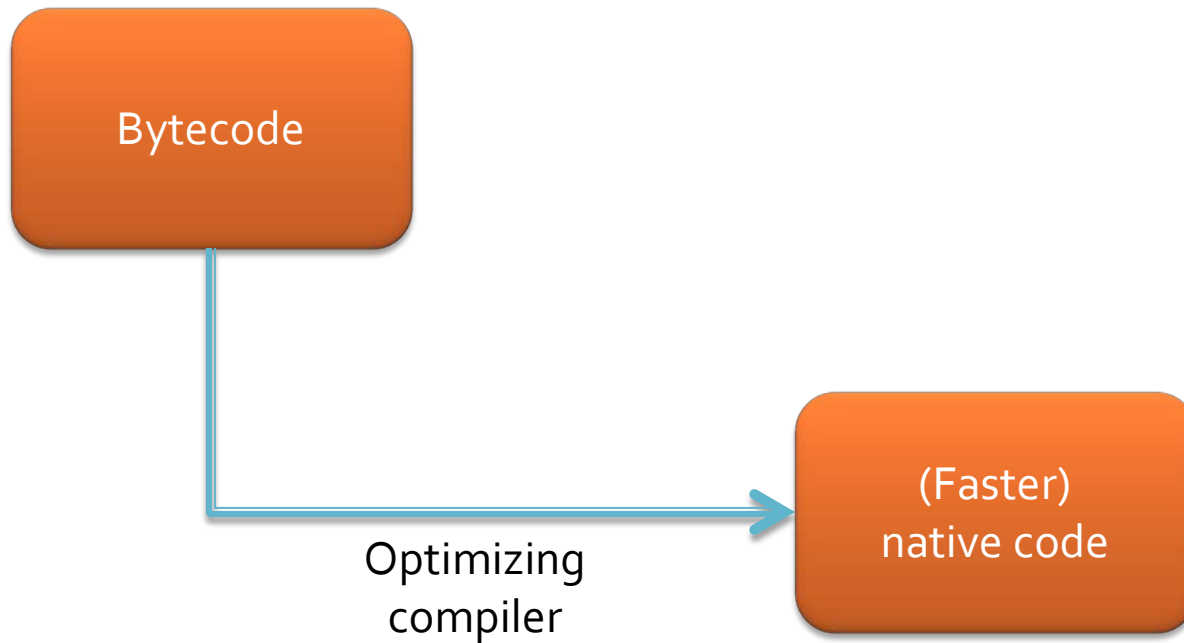 Bytecode
(Faster)
native code
Optimizing
compiler